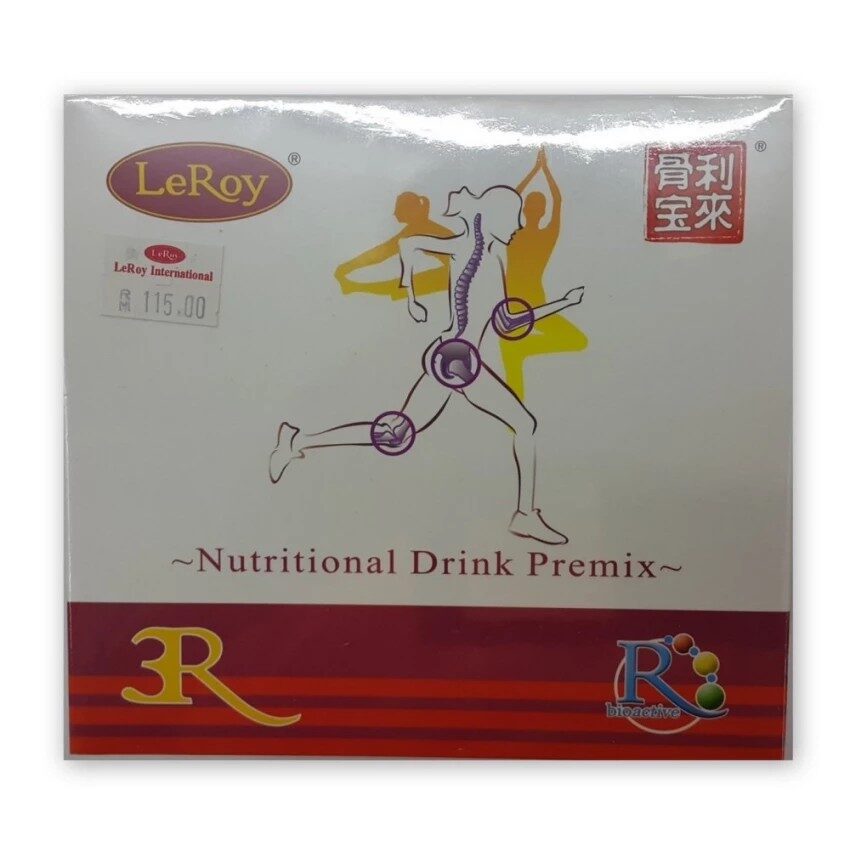 LeRoy
®
LeRoy
LeRoy International
RM 115.00
利來
骨宝
®
~Nutritional Drink Premix~
3R
R
bioactive